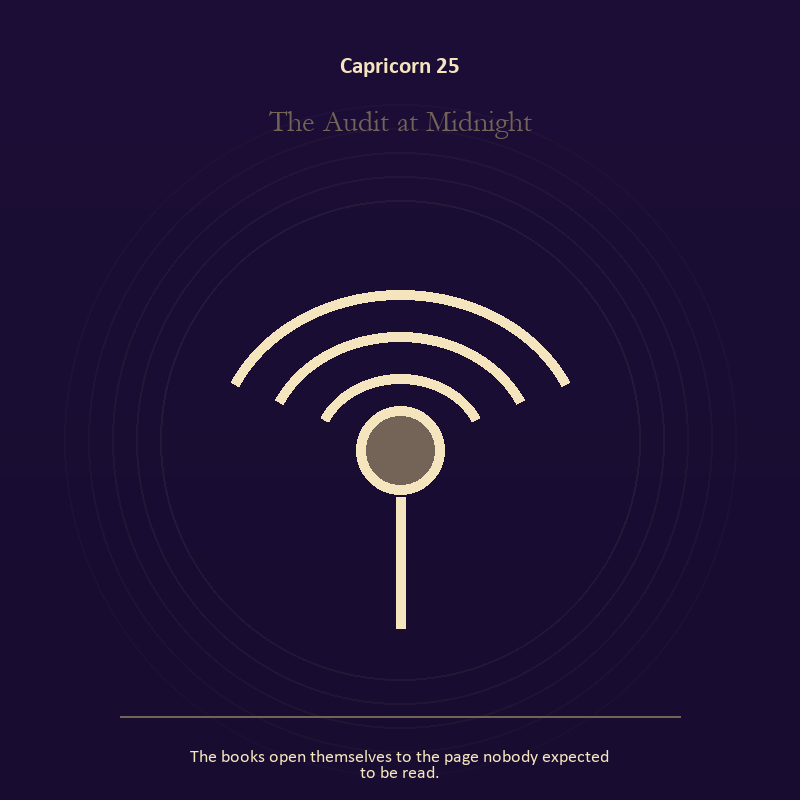 Capricorn 25
The Audit at Midnight
The books open themselves to the page nobody expected
to be read.